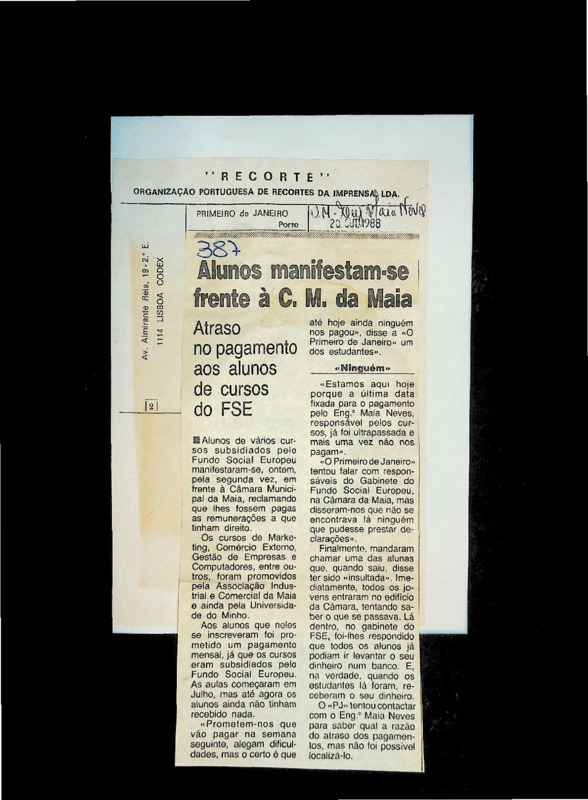 "RECORTE"
ORGANIZAÇÃO PORTUGUESA DE RECORTES DA IMPRENSA, LDA.
PRIMEIRO de JANEIRO
Porto
Maia Neves
20 OUT. 1988
Av. Almirante Reis, 19-2.º E.
1114 LISBOA CODEX
2
387
Alunos manifestam-se
frente à C. M. da Maia
Atraso
no pagamento
aos alunos
de cursos
do FSE
Alunos de vários cur-
sos subsidiados pelo
Fundo Social Europeu
manifestaram-se, ontem,
pela segunda vez, em
frente à Câmara Munici-
pal da Maia, reclamando
que lhes fossem pagas
as remunerações a que
tinham direito.
Os cursos de Marke-
ting, Comércio Externo,
Gestão de Empresas e
Computadores, entre ou-
tros, foram promovidos
pela Associação Indus-
trial e Comercial da Maia
e ainda pela Universida-
de do Minho.
Aos alunos que neles
se inscreveram foi pro-
metido um pagamento
mensal, já que os cursos
eram subsidiados pelo
Fundo Social Europeu.
As aulas começaram em
Julho, mas até agora os
alunos ainda não tinham
recebido nada.
«Prometem-nos que
vão pagar na semana
seguinte, alegam dificul-
dades, mas o certo é que
até hoje ainda ninguém
nos pagou», disse a «O
Primeiro de Janeiro» um
dos estudantes».
«Ninguém»
«Estamos aqui hoje
porque a última data
fixada para o pagamento
pelo Eng.º Maia Neves,
responsável pelos cur-
sos, já foi ultrapassada e
mais uma vez não nos
pagam».
«O Primeiro de Janeiro»
tentou falar com respon-
sáveis do Gabinete do
Fundo Social Europeu,
na Câmara da Maia, mas
disseram-nos que não se
encontrava lá ninguém
que pudesse prestar de-
clarações».
Finalmente, mandaram
chamar uma das alunas
que, quando saiu, disse
ter sido «insultada». Ime-
diatamente, todos os jo-
vens entraram no edifício
da Câmara, tentando sa-
ber o que se passava. Lá
dentro, no gabinete do
FSE, foi-lhes respondido
que todos os alunos já
podiam ir levantar o seu
dinheiro num banco. E,
na verdade, quando os
estudantes lá foram, re-
ceberam o seu dinheiro.
O «PJ» tentou contactar
com o Eng.º Maia Neves
para saber qual a razão
do atraso dos pagamen-
tos, mas não foi possível
localizá-lo.